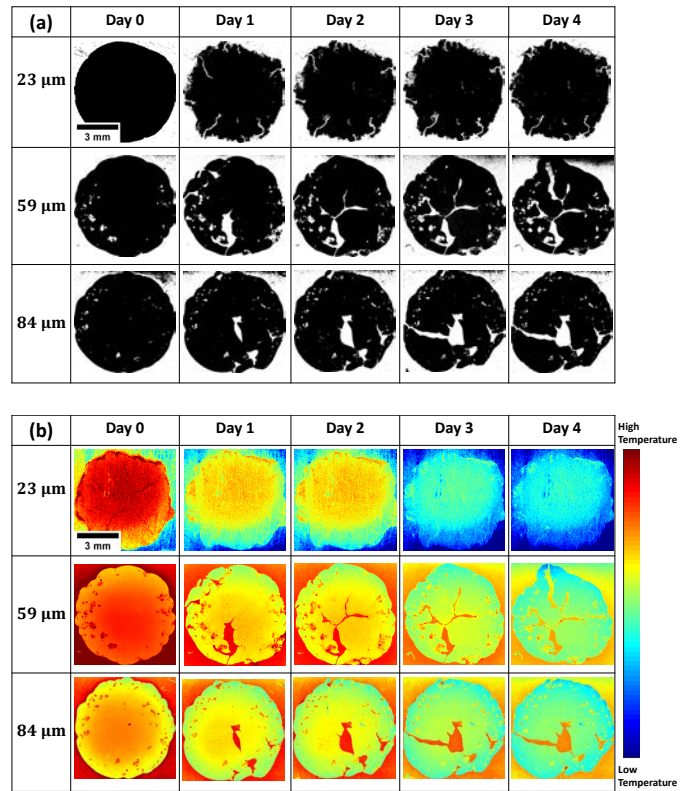 (a) Day 0 Day 1 Day 2 Day 3 Day 4
23 μm
3 mm
59 μm
84 μm
(b) Day 0 Day 1 Day 2 Day 3 Day 4
High
Temperature
23 μm
3 mm
59 μm
84 μm
Low
Temperature